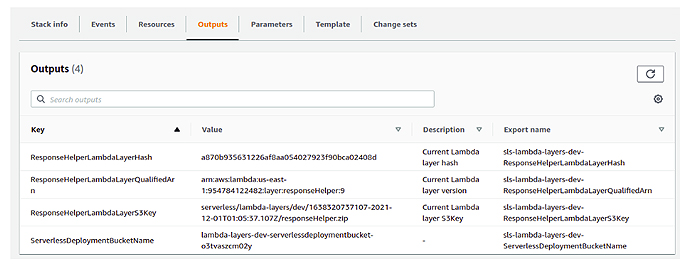 Stack info Events Resources Outputs Parameters Template Change sets
Outputs (4)
Search outputs
Key Value Description Export name
ResponseHelperLambdaLayerHash a870b935631226af8aa054027923f90bca02408d Current Lambda layer hash sls-lambda-layers-dev-ResponseHelperLambdaLayerHash
ResponseHelperLambdaLayerQualifiedArn arn:aws:lambda:us-east-1:954784122482:layer:responseHelper:9 Current Lambda layer version sls-lambda-layers-dev-ResponseHelperLambdaLayerQualifiedArn
ResponseHelperLambdaLayerS3Key serverless/lambda-layers/dev/1638320737107-2021-12-01T01:05:37.107Z/responseHelper.zip Current Lambda layer S3Key sls-lambda-layers-dev-ResponseHelperLambdaLayerS3Key
ServerlessDeploymentBucketName lambda-layers-dev-serverlessdeploymentbucket-o3tvaszcm02y - sls-lambda-layers-dev-ServerlessDeploymentBucketName